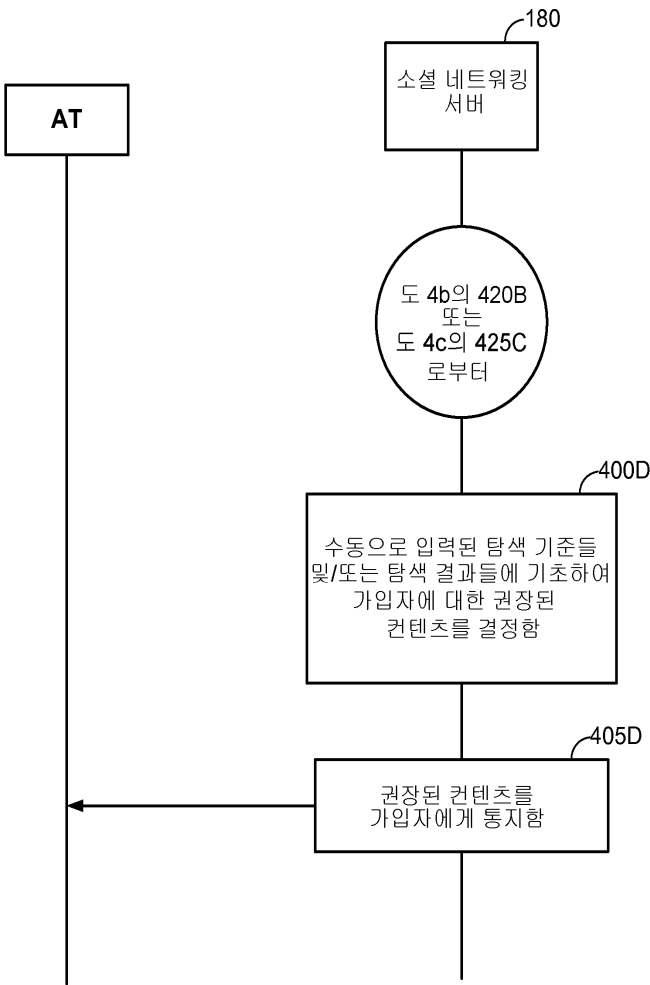 180
소셜 네트워킹
서버
AT
도 4b의 420B
또는
도 4c의 425C
로부터
400D
수동으로 입력된 탐색 기준들
및/또는 탐색 결과들에 기초하여
가입자에 대한 권장된
컨텐츠를 결정함
405D
권장된 컨텐츠를
가입자에게 통지함